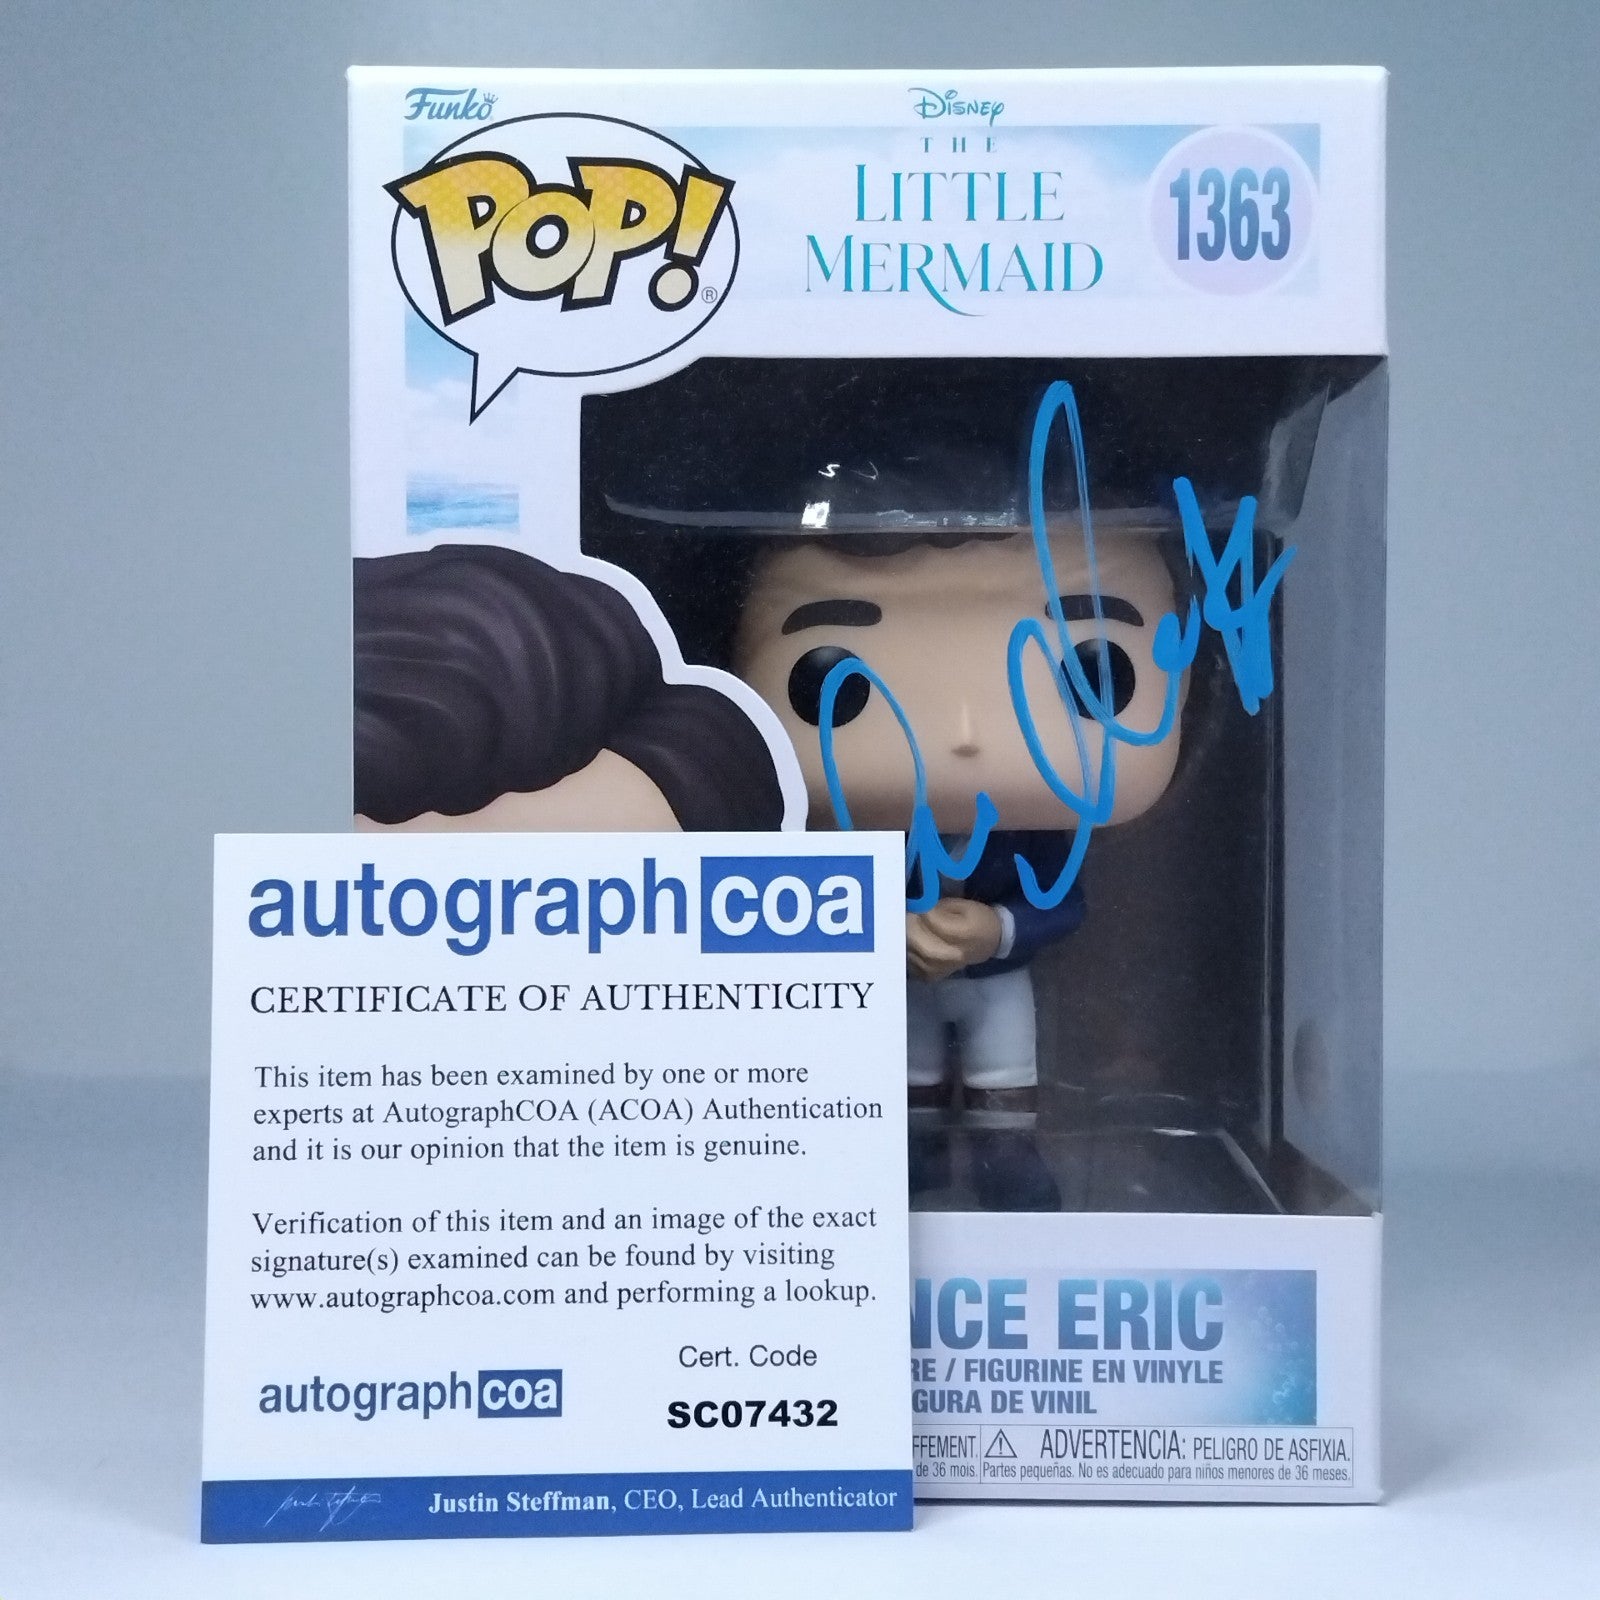 Funko
POP!
®
Disney
THE
LITTLE
MERMAID
1363
autograph coa
CERTIFICATE OF AUTHENTICITY
This item has been examined by one or more
experts at AutographCOA (ACOA) Authentication
and it is our opinion that the item is genuine.
Verification of this item and an image of the exact
signature(s) examined can be found by visiting
www.autographcoa.com and performing a lookup.
Cert. Code
autograph coa
SC07432
Justin Steffman, CEO, Lead Authenticator
NCE ERIC
RE / FIGURINE EN VINYLE
GURA DE VINIL
FFEMENT. ⚠ ADVERTENCIA: PELIGRO DE ASFIXIA.
de 36 mois. Partes pequeñas. No es adecuado para niños menores de 36 meses.